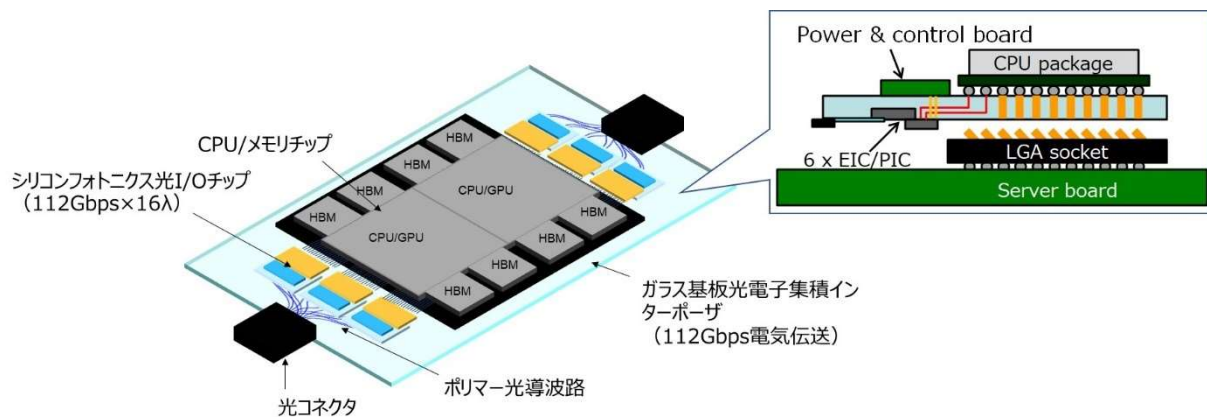 CPU/メモリチップ
シリコンフォトニクス光I/Oチップ
(112Gbps×16λ)
HBM
HBM
HBM
HBM
CPU/GPU
CPU/GPU
HBM
HBM
HBM
HBM
ガラス基板光電子集積イン
ターポーザ
(112Gbps電気伝送)
ポリマー光導波路
光コネクタ
Power & control board
CPU package
6 x EIC/PIC
LGA socket
Server board